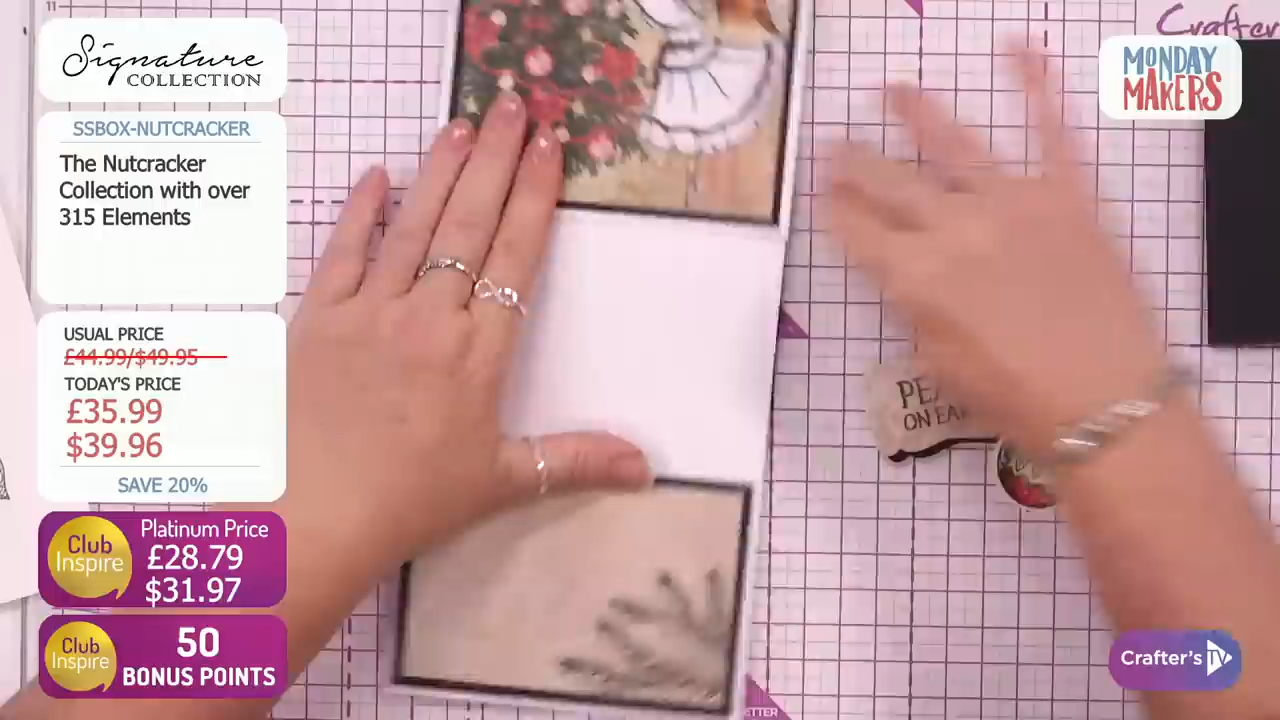 11
Signature
COLLECTION
SSBOX-NUTCRACKER
The Nutcracker
Collection with over
315 Elements
USUAL PRICE
£44.99/$49.95
TODAY'S PRICE
£35.99
$39.96
SAVE 20%
Club
Inspire
Platinum Price
£28.79
$31.97
Club
Inspire
50
BONUS POINTS
Crafter
MONDAY
MAKERS
ON
Crafter's TV